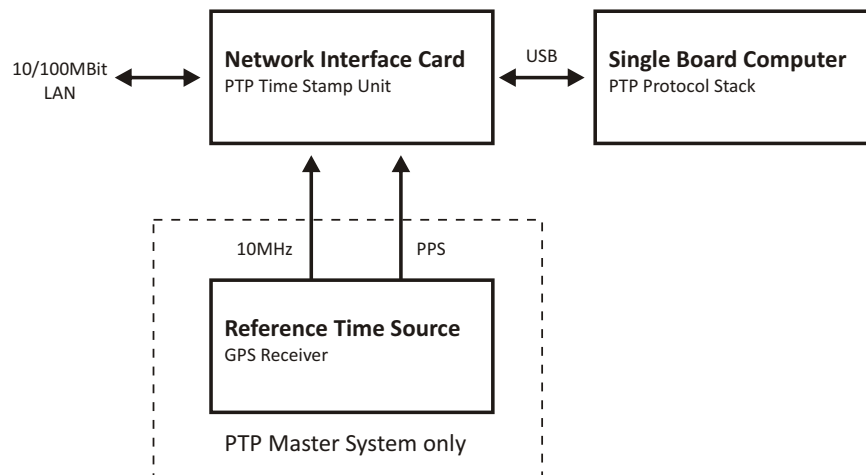 10/100MBit
LAN
Network Interface Card
PTP Time Stamp Unit
USB
Single Board Computer
PTP Protocol Stack
10MHz
PPS
Reference Time Source
GPS Receiver
PTP Master System only